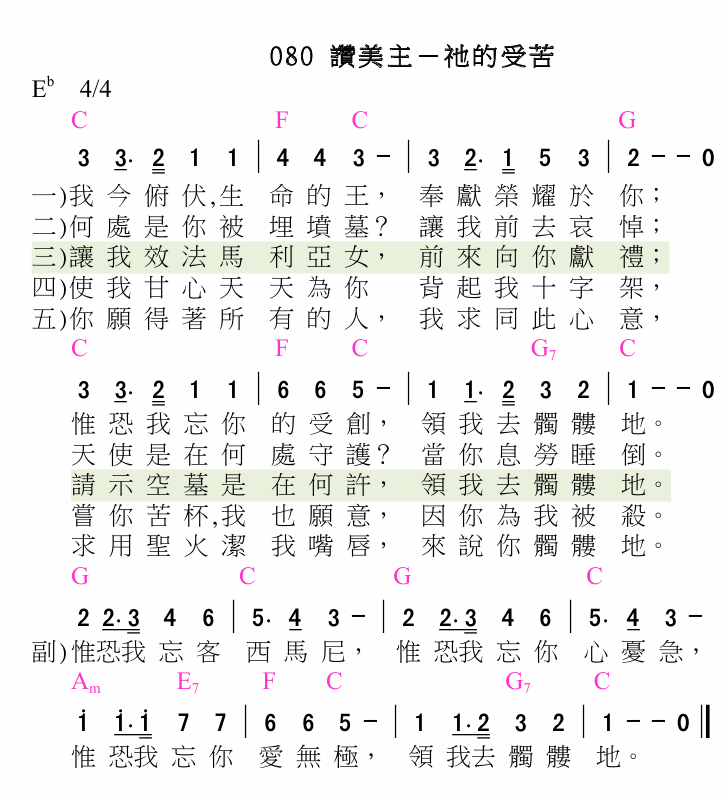 080 讚美主－祂的受苦
E♭ 4/4
C F C G
3 3. 2 1 1 | 4 4 3 – | 3 2. 1 5 3 | 2 – – 0
一)我今俯伏,生命的王，奉獻榮耀於你；
二)何處是你被埋墳墓？讓我前去哀悼；
三)讓我效法馬利亞女，前來向你獻禮；
四)使我甘心天天為你背起我十字架，
五)你願得著所有的人，我求同此心意，
C F C G7 C
3 3. 2 1 1 | 6 6 5 – | 1 1. 2 3 2 | 1 – – 0
惟恐我忘你的受創，領我去髑髏地。
天使是在何處守護？當你息勞睡倒。
請示空墓是在何許，領我去髑髏地。
嘗你苦杯,我也願意，因你為我被殺。
求用聖火潔我嘴唇，來說你髑髏地。
G C G C
2 2. 3 4 6 | 5. 4 3 – | 2 2. 3 4 6 | 5. 4 3 –
副)惟恐我忘客西馬尼，惟恐我忘你心憂急，
Am E7 F C G7 C
i i. i 7 7 | 6 6 5 – | 1 1. 2 3 2 | 1 – – 0 ‖
惟恐我忘你愛無極，領我去髑髏地。